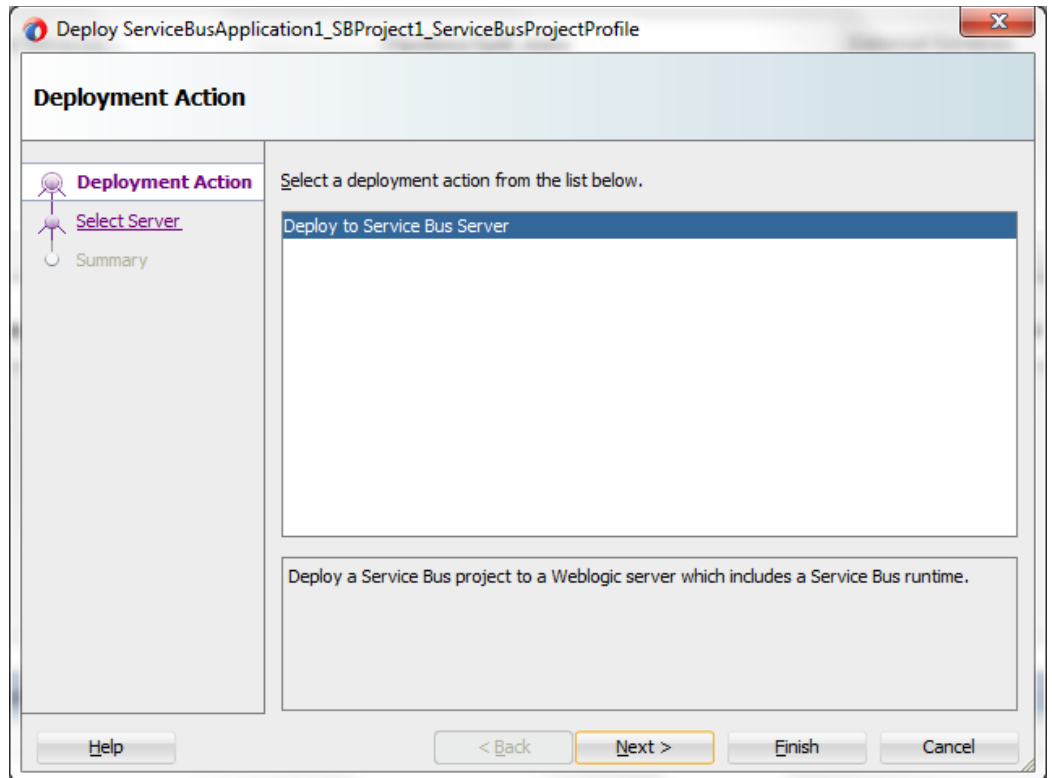 Deploy ServiceBusApplication1_SBProject1_ServiceBusProjectProfile
Deployment Action
Deployment Action
Select a deployment action from the list below.
Select Server
Deploy to Service Bus Server
Summary
Deploy a Service Bus project to a Weblogic server which includes a Service Bus runtime.
Help
< Back
Next >
Finish
Cancel